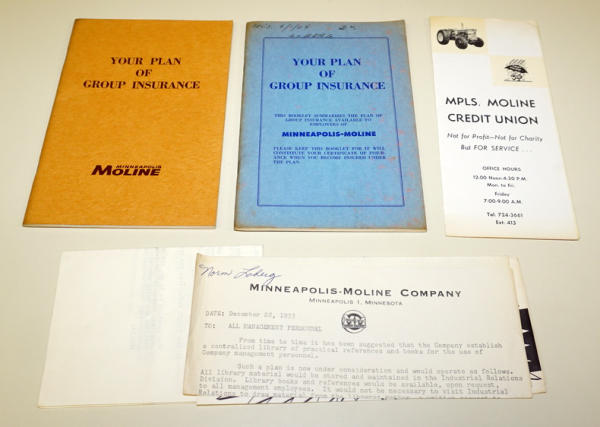 YOUR PLAN
OF
GROUP INSURANCE
MINNEAPOLIS
MOLINE
YOUR PLAN
OF
GROUP INSURANCE
THIS BOOKLET SUMMARIZES THE PLAN OF
GROUP INSURANCE AVAILABLE TO
EMPLOYEES OF
MINNEAPOLIS-MOLINE
PLEASE KEEP THIS BOOKLET FOR IT WILL
CONSTITUTE YOUR CERTIFICATE OF INSUR-
ANCE WHEN YOU BECOME INSURED UNDER
THE PLAN.
MPLS. MOLINE
CREDIT UNION
Not for Profit—Not for Charity
But FOR SERVICE . . .
OFFICE HOURS
12:00 Noon-4:30 P.M.
Mon. to Fri.
Friday
7:00-9:00 A.M.
Tel. 724-3661
Ext. 413
Norm
MINNEAPOLIS-MOLINE COMPANY
MINNEAPOLIS 1, MINNESOTA
DATE: December 22, 1953
TO: ALL MANAGEMENT PERSONNEL
From time to time it has been suggested that the Company establish
a centralized library of practical references and books for the use of
Company management personnel.
Such a plan is now under consideration and would operate as follows.
All library material would be stored and maintained in the Industrial Relations
Division. Library books and references would be available, upon request,
to all management employees. It would not be necessary to visit Industrial
Relations to draw material from the